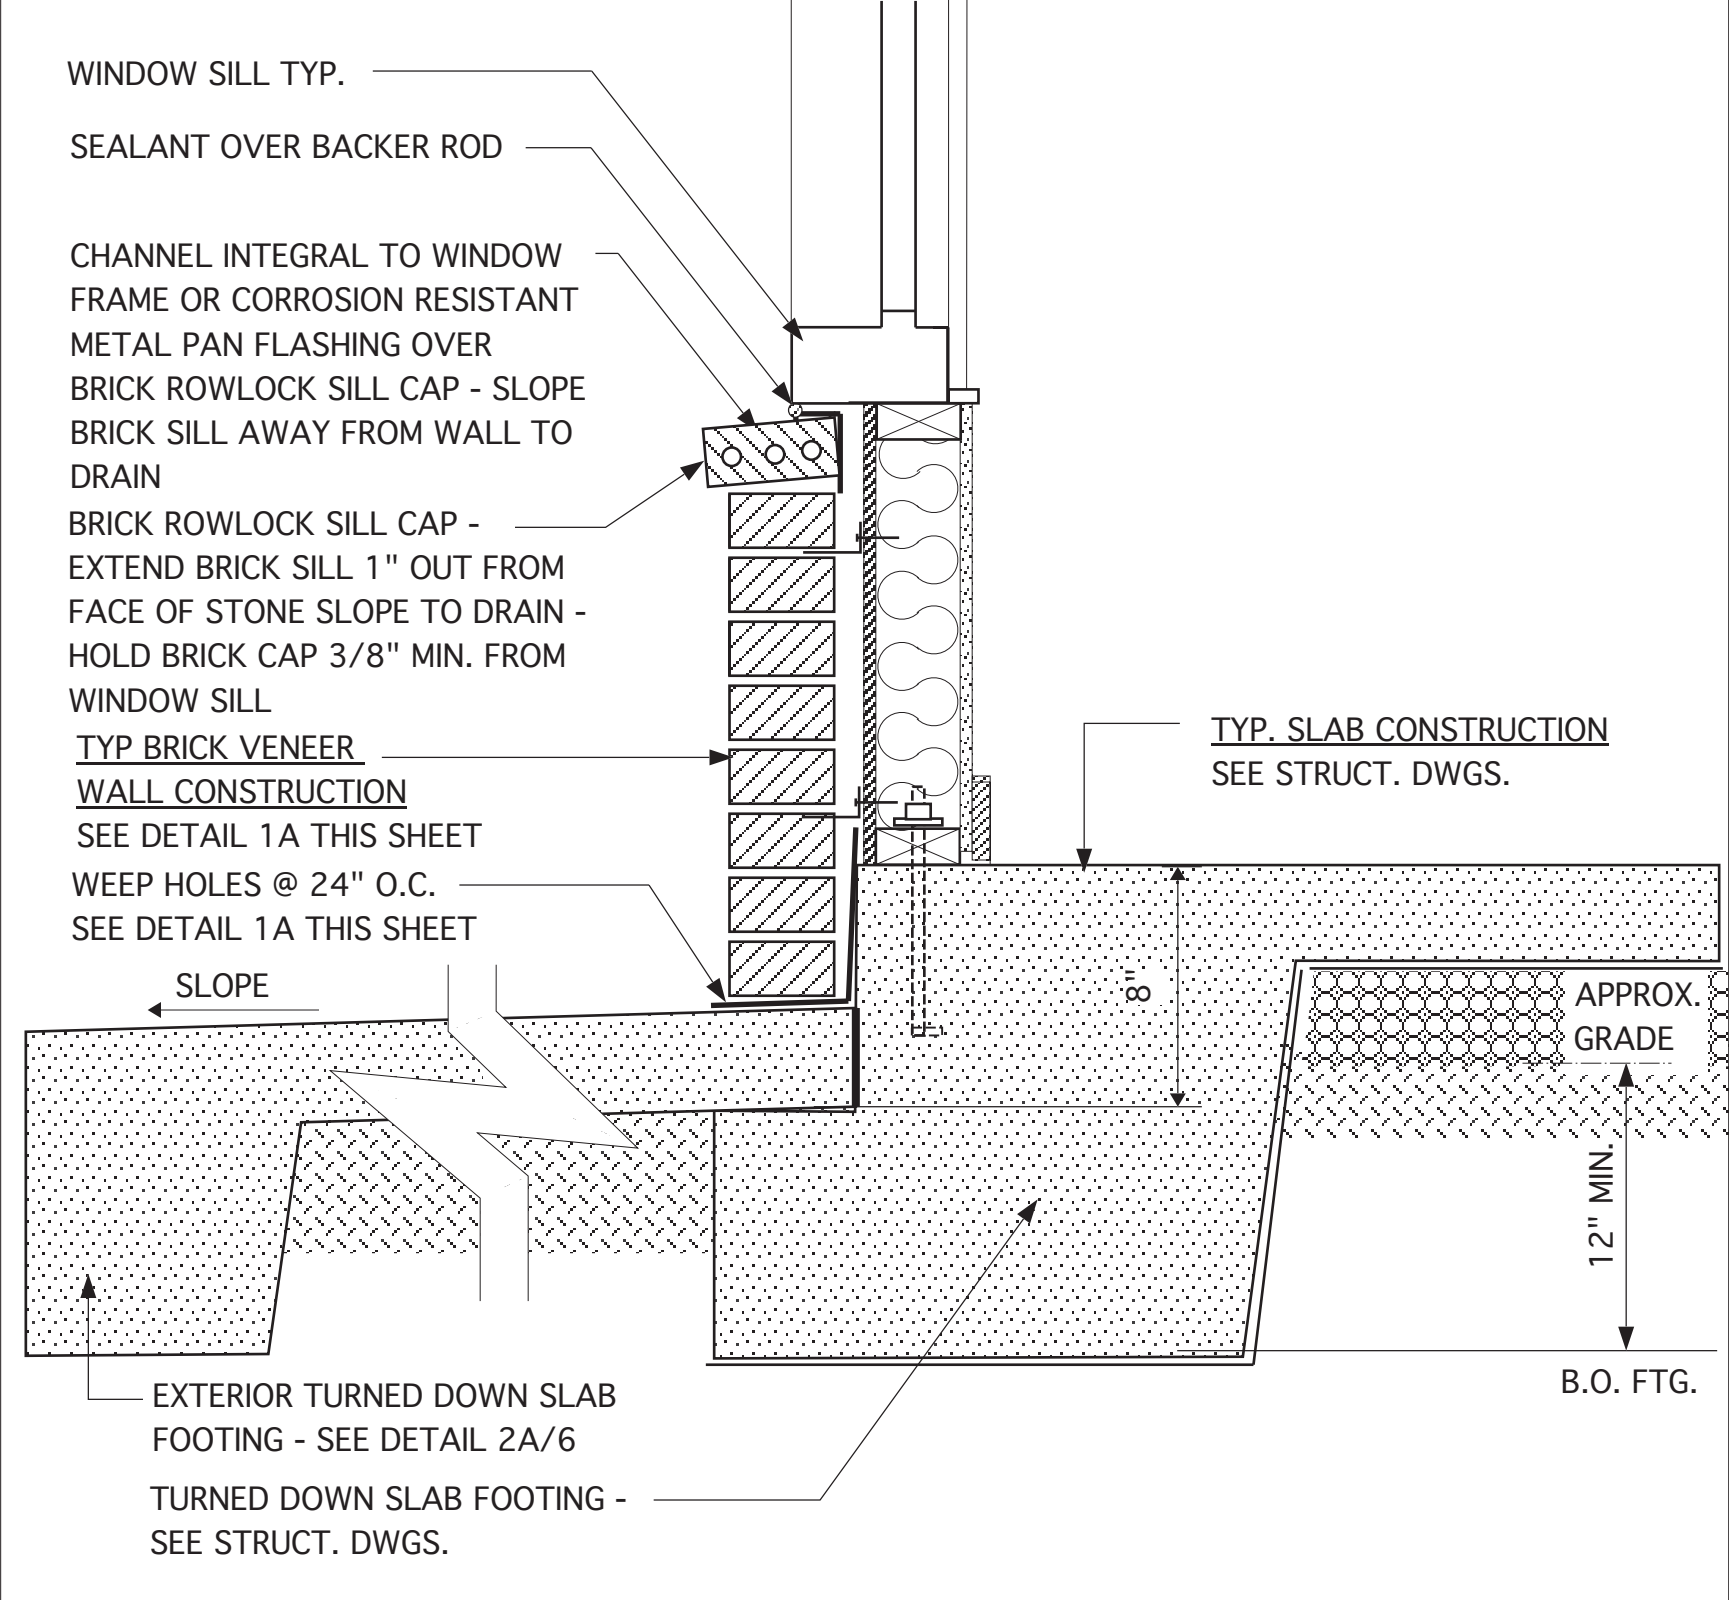 WINDOW SILL TYP.
SEALANT OVER BACKER ROD
CHANNEL INTEGRAL TO WINDOW
FRAME OR CORROSION RESISTANT
METAL PAN FLASHING OVER
BRICK ROWLOCK SILL CAP - SLOPE
BRICK SILL AWAY FROM WALL TO
DRAIN
BRICK ROWLOCK SILL CAP -
EXTEND BRICK SILL 1" OUT FROM
FACE OF STONE SLOPE TO DRAIN -
HOLD BRICK CAP 3/8" MIN. FROM
WINDOW SILL
TYP BRICK VENEER
WALL CONSTRUCTION
SEE DETAIL 1A THIS SHEET
WEEP HOLES @ 24" O.C.
SEE DETAIL 1A THIS SHEET
SLOPE
TYP. SLAB CONSTRUCTION
SEE STRUCT. DWGS.
8"
APPROX.
GRADE
12" MIN.
B.O. FTG.
EXTERIOR TURNED DOWN SLAB
FOOTING - SEE DETAIL 2A/6
TURNED DOWN SLAB FOOTING -
SEE STRUCT. DWGS.